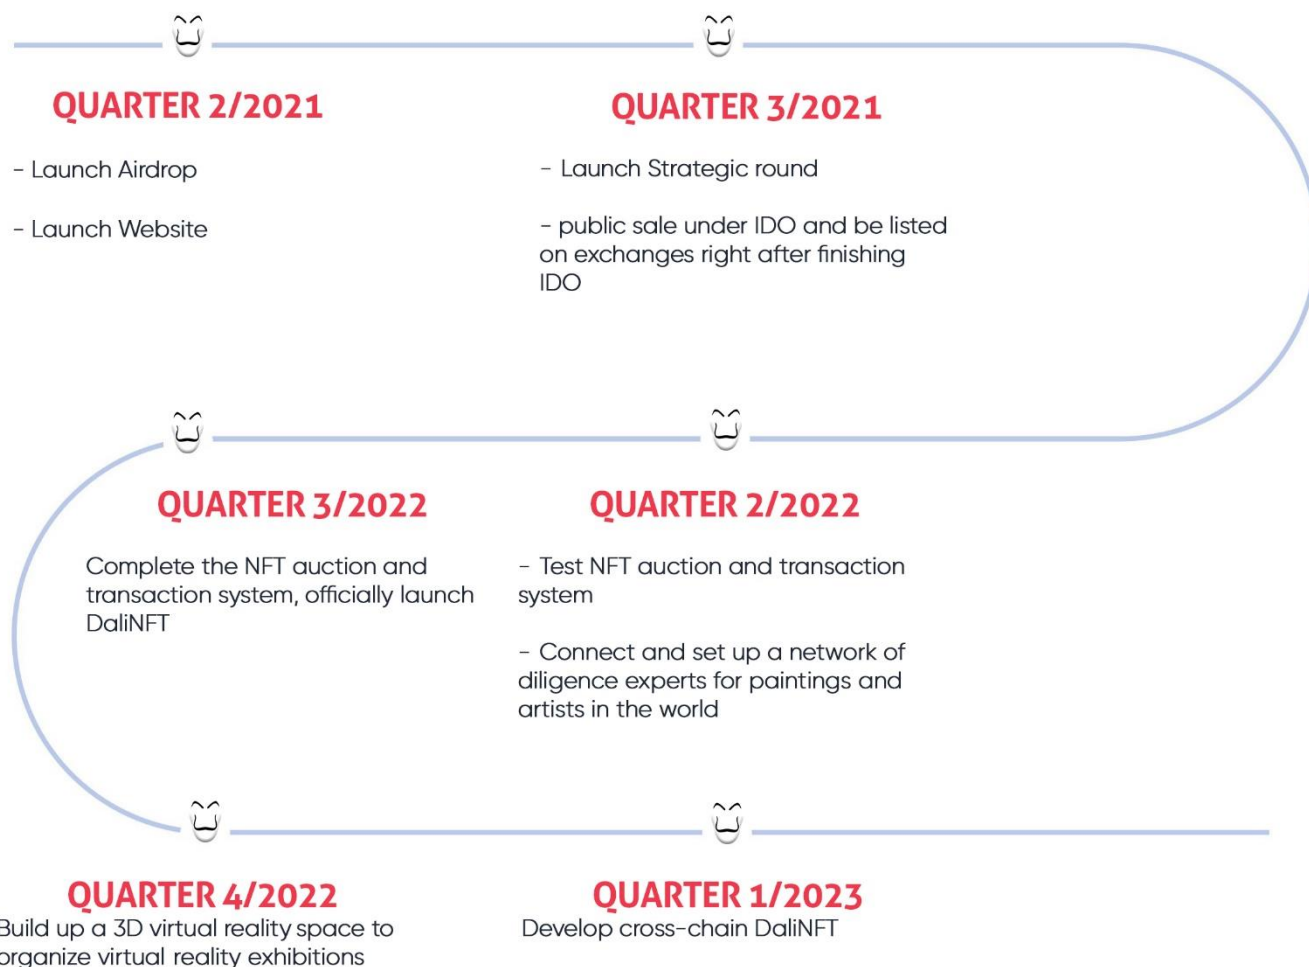 QUARTER 2/2021
- Launch Airdrop
- Launch Website
QUARTER 3/2021
- Launch Strategic round
- public sale under IDO and be listed
on exchanges right after finishing
IDO
QUARTER 2/2022
- Test NFT auction and transaction
system
- Connect and set up a network of
diligence experts for paintings and
artists in the world
QUARTER 3/2022
Complete the NFT auction and
transaction system, officially launch
DaliNFT
QUARTER 4/2022
Build up a 3D virtual reality space to
organize virtual reality exhibitions
QUARTER 1/2023
Develop cross-chain DaliNFT